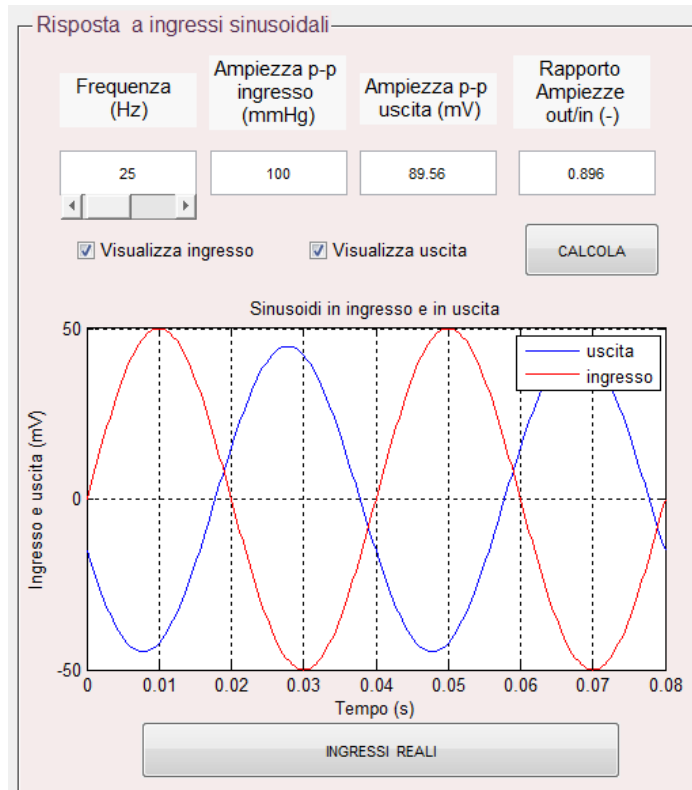 Risposta  a ingressi sinusoidali
Frequenza
(Hz)
Ampiezza p-p
ingresso
(mmHg)
Ampiezza p-p
uscita (mV)
Rapporto
Ampiezze
out/in (-)
25
100
89.56
0.896
Visualizza ingresso
Visualizza uscita
CALCOLA
Sinusoidi in ingresso e in uscita
50
0
-50
Ingresso e uscita (mV)
uscita
ingresso
0 0.01 0.02 0.03 0.04 0.05 0.06 0.07 0.08
Tempo (s)
INGRESSI REALI